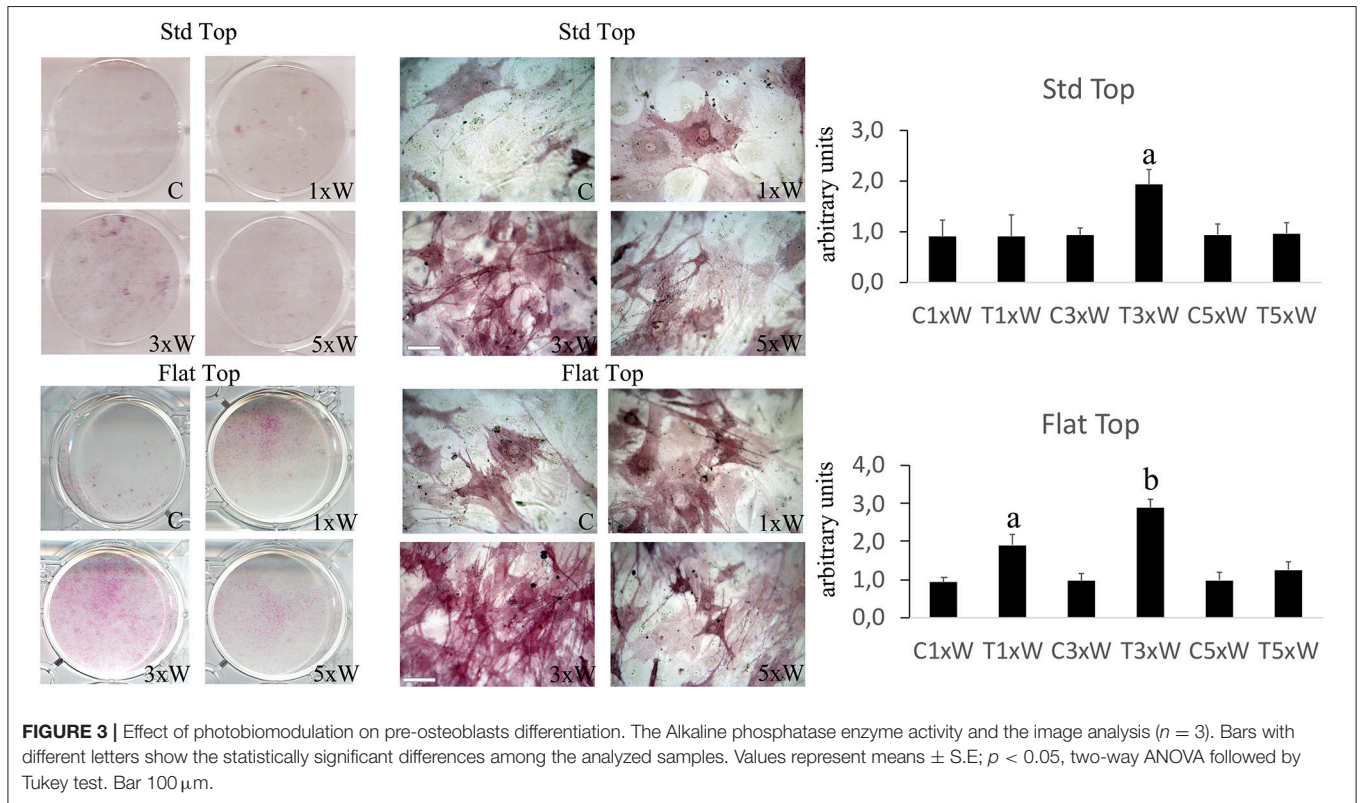 Std Top
C
1xW
3xW
5xW
Flat Top
C
1xW
3xW
5xW
Std Top
C
1xW
3xW
5xW
Flat Top
C
1xW
3xW
5xW
Std Top
arbitrary units
3,0
2,0
1,0
0,0
a
C1xW T1xW C3xW T3xW C5xW T5xW
Flat Top
arbitrary units
4,0
3,0
2,0
1,0
0,0
a
b
C1xW T1xW C3xW T3xW C5xW T5xW
FIGURE 3 | Effect of photobiomodulation on pre-osteoblasts differentiation. The Alkaline phosphatase enzyme activity and the image analysis (n = 3). Bars with
different letters show the statistically significant differences among the analyzed samples. Values represent means ± S.E; p < 0.05, two-way ANOVA followed by
Tukey test. Bar 100 μm.